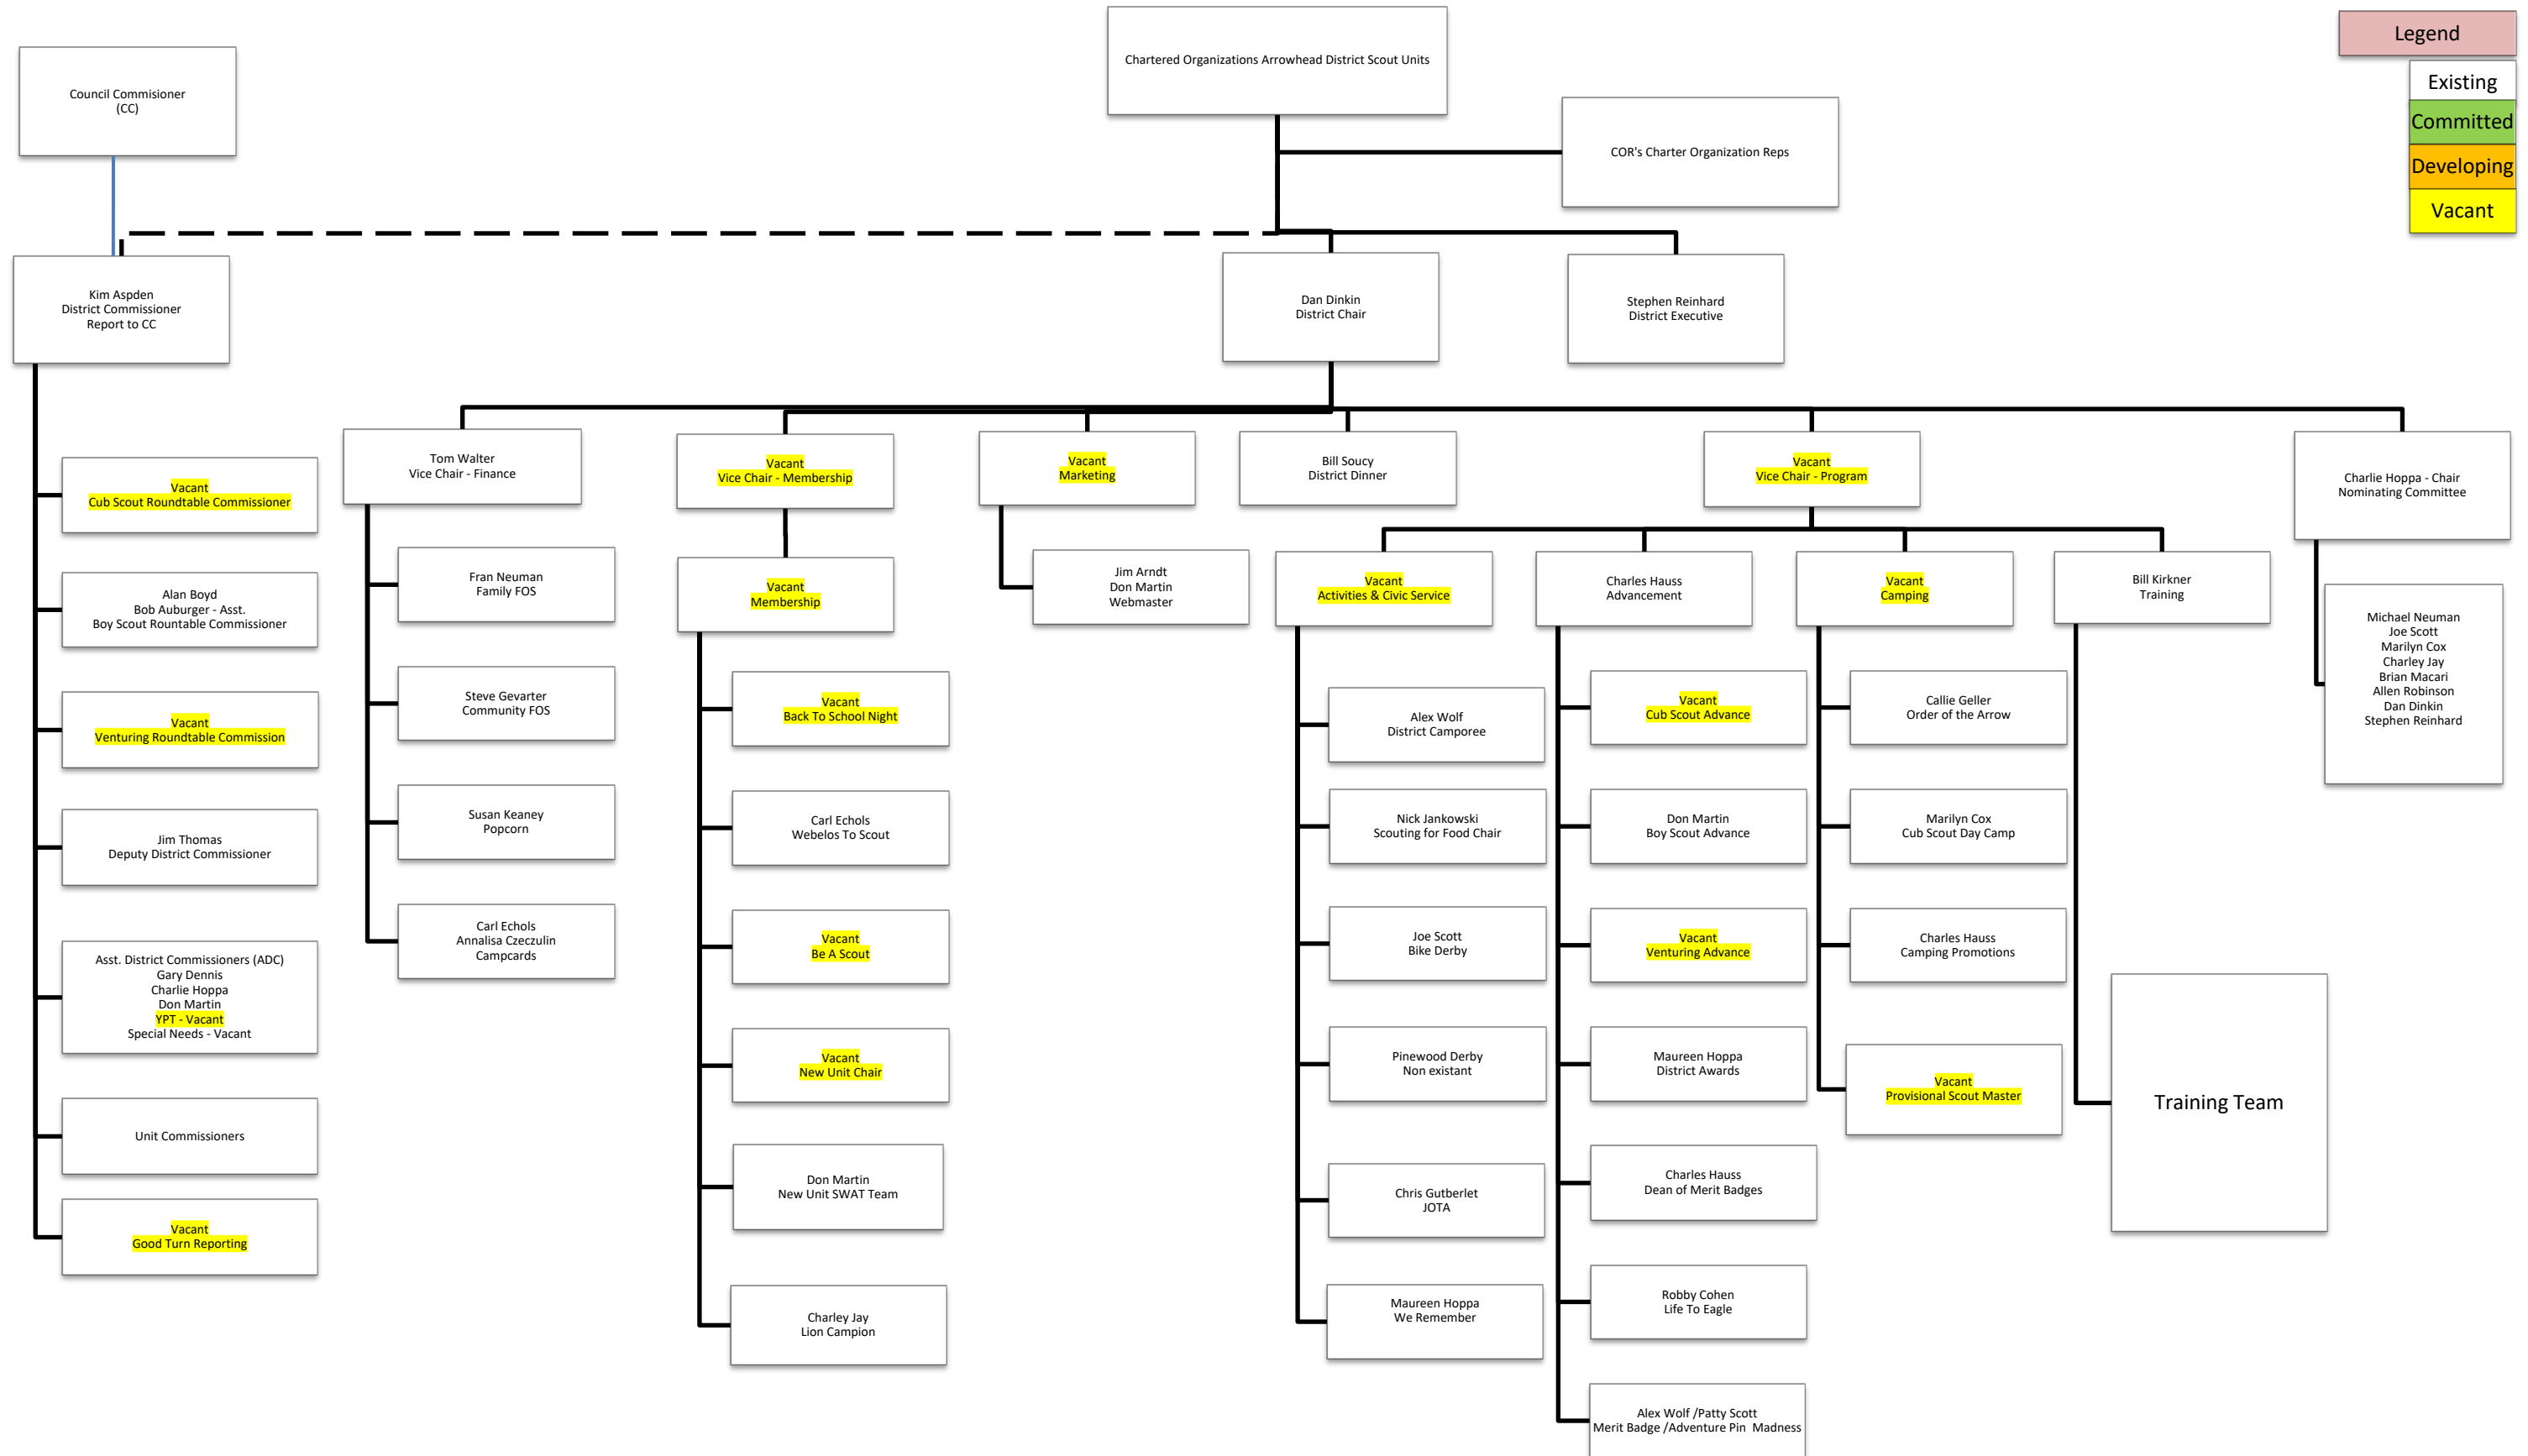 Chartered Organizations Arrowhead District Scout Units
Legend
Existing
Committed
Developing
Vacant
Council Commisioner
(CC)
COR's Charter Organization Reps
Kim Aspden
District Commissioner
Report to CC
Dan Dinkin
District Chair
Stephen Reinhard
District Executive
Vacant
Cub Scout Roundtable Commissioner
Alan Boyd
Bob Auburger - Asst.
Boy Scout Rountable Commissioner
Vacant
Venturing Roundtable Commission
Jim Thomas
Deputy District Commissioner
Asst. District Commissioners (ADC)
Gary Dennis
Charlie Hoppa
Don Martin
YPT - Vacant
Special Needs - Vacant
Unit Commissioners
Vacant
Good Turn Reporting
Tom Walter
Vice Chair - Finance
Fran Neuman
Family FOS
Steve Gevarter
Community FOS
Susan Keaney
Popcorn
Carl Echols
Annalisa Czeczulin
Campcards
Vacant
Vice Chair - Membership
Vacant
Membership
Vacant
Back To School Night
Carl Echols
Webelos To Scout
Vacant
Be A Scout
Vacant
New Unit Chair
Don Martin
New Unit SWAT Team
Charley Jay
Lion Campion
Vacant
Marketing
Jim Arndt
Don Martin
Webmaster
Bill Soucy
District Dinner
Vacant
Vice Chair - Program
Vacant
Activities & Civic Service
Alex Wolf
District Camporee
Nick Jankowski
Scouting for Food Chair
Joe Scott
Bike Derby
Pinewood Derby
Non existant
Chris Gutberlet
JOTA
Maureen Hoppa
We Remember
Charles Hauss
Advancement
Vacant
Cub Scout Advance
Don Martin
Boy Scout Advance
Vacant
Venturing Advance
Maureen Hoppa
District Awards
Charles Hauss
Dean of Merit Badges
Robby Cohen
Life To Eagle
Alex Wolf /Patty Scott
Merit Badge /Adventure Pin Madness
Vacant
Camping
Callie Geller
Order of the Arrow
Marilyn Cox
Cub Scout Day Camp
Charles Hauss
Camping Promotions
Vacant
Provisional Scout Master
Bill Kirkner
Training
Training Team
Charlie Hoppa - Chair
Nominating Committee
Michael Neuman
Joe Scott
Marilyn Cox
Charley Jay
Brian Macari
Allen Robinson
Dan Dinkin
Stephen Reinhard